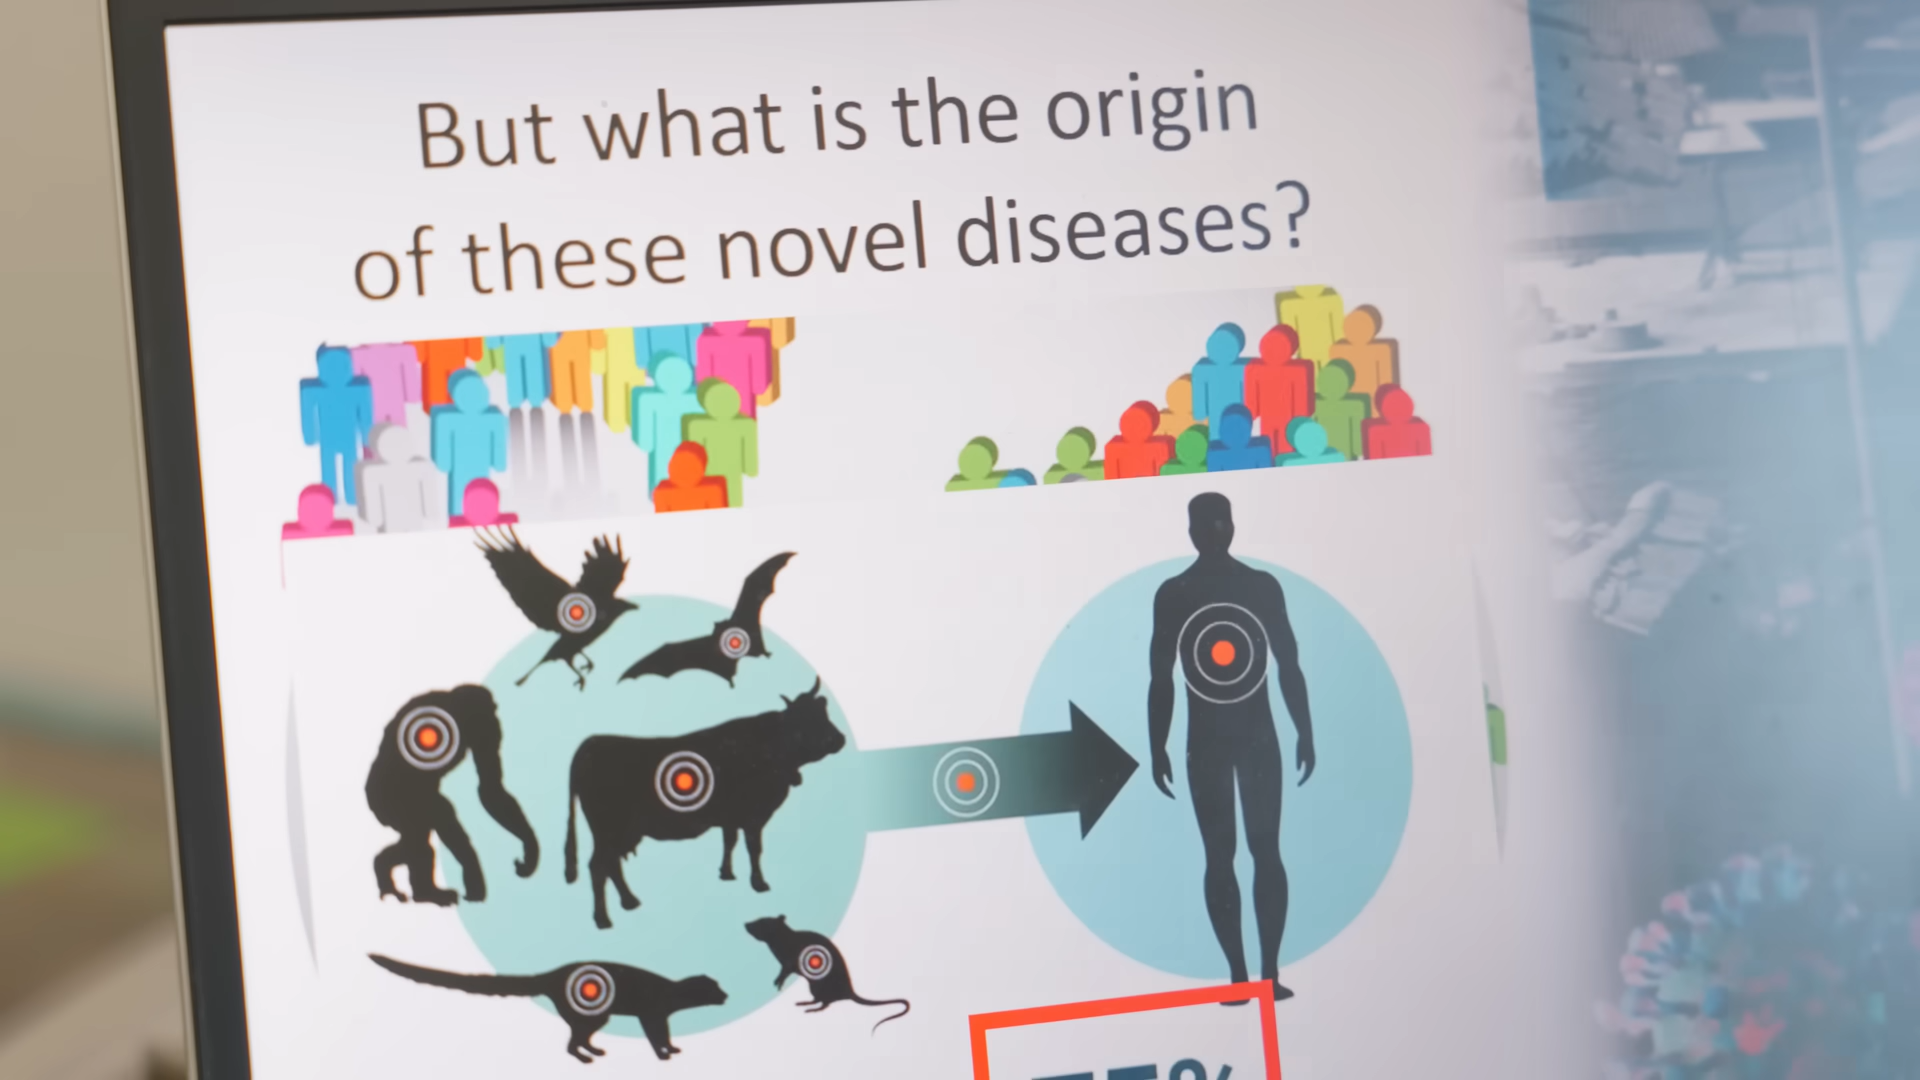 But what is the origin
of these novel diseases?